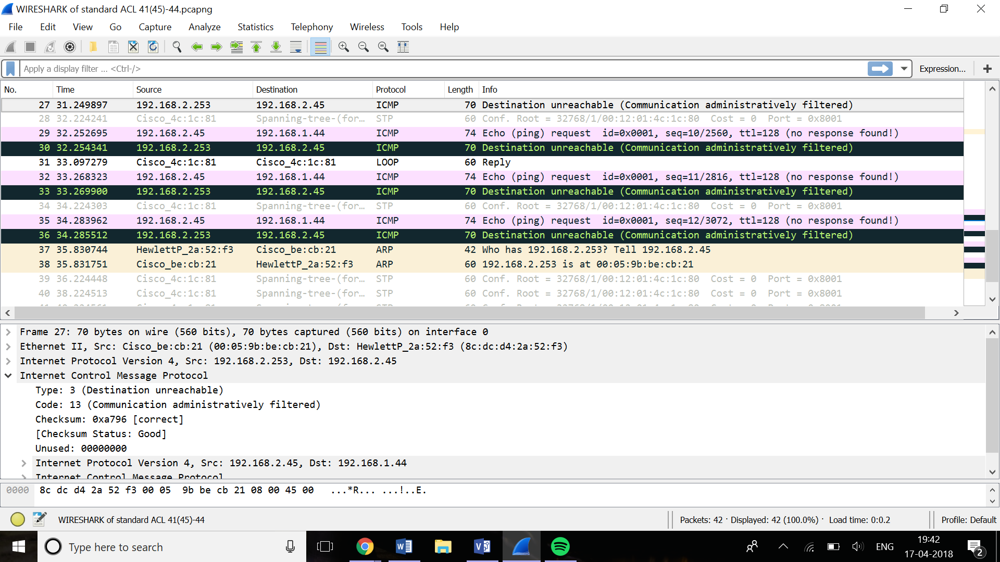 WIRESHARK of standard ACL 41(45)-44.pcapng
File Edit View Go Capture Analyze Statistics Telephony Wireless Tools Help
Apply a display filter ... <Ctrl-/> Expression... +
No. Time Source Destination Protocol Length Info
27 31.249897 192.168.2.253 192.168.2.45 ICMP 70 Destination unreachable (Communication administratively filtered)
28 32.224241 Cisco_4c:1c:81 Spanning-tree-(for… STP 60 Conf. Root = 32768/1/00:12:01:4c:1c:80 Cost = 0 Port = 0x8001
29 32.252695 192.168.2.45 192.168.1.44 ICMP 74 Echo (ping) request id=0x0001, seq=10/2560, ttl=128 (no response found!)
30 32.254341 192.168.2.253 192.168.2.45 ICMP 70 Destination unreachable (Communication administratively filtered)
31 33.097279 Cisco_4c:1c:81 Cisco_4c:1c:81 LOOP 60 Reply
32 33.268323 192.168.2.45 192.168.1.44 ICMP 74 Echo (ping) request id=0x0001, seq=11/2816, ttl=128 (no response found!)
33 33.269900 192.168.2.253 192.168.2.45 ICMP 70 Destination unreachable (Communication administratively filtered)
34 34.224303 Cisco_4c:1c:81 Spanning-tree-(for… STP 60 Conf. Root = 32768/1/00:12:01:4c:1c:80 Cost = 0 Port = 0x8001
35 34.283962 192.168.2.45 192.168.1.44 ICMP 74 Echo (ping) request id=0x0001, seq=12/3072, ttl=128 (no response found!)
36 34.285512 192.168.2.253 192.168.2.45 ICMP 70 Destination unreachable (Communication administratively filtered)
37 35.830744 HewlettP_2a:52:f3 Cisco_be:cb:21 ARP 42 Who has 192.168.2.253? Tell 192.168.2.45
38 35.831751 Cisco_be:cb:21 HewlettP_2a:52:f3 ARP 60 192.168.2.253 is at 00:05:9b:be:cb:21
39 36.224448 Cisco_4c:1c:81 Spanning-tree-(for… STP 60 Conf. Root = 32768/1/00:12:01:4c:1c:80 Cost = 0 Port = 0x8001
40 38.224513 Cisco_4c:1c:81 Spanning-tree-(for… STP 60 Conf. Root = 32768/1/00:12:01:4c:1c:80 Cost = 0 Port = 0x8001
Frame 27: 70 bytes on wire (560 bits), 70 bytes captured (560 bits) on interface 0
Ethernet II, Src: Cisco_be:cb:21 (00:05:9b:be:cb:21), Dst: HewlettP_2a:52:f3 (8c:dc:d4:2a:52:f3)
Internet Protocol Version 4, Src: 192.168.2.253, Dst: 192.168.2.45
Internet Control Message Protocol
Type: 3 (Destination unreachable)
Code: 13 (Communication administratively filtered)
Checksum: 0xa796 [correct]
[Checksum Status: Good]
Unused: 00000000
Internet Protocol Version 4, Src: 192.168.2.45, Dst: 192.168.1.44
Internet Control Message Protocol
0000 8c dc d4 2a 52 f3 00 05 9b be cb 21 08 00 45 00 ...*R... ...!..E.
WIRESHARK of standard ACL 41(45)-44 Packets: 42 · Displayed: 42 (100.0%) · Load time: 0:0.2 Profile: Default
Type here to search ENG 19:42
17-04-2018 2